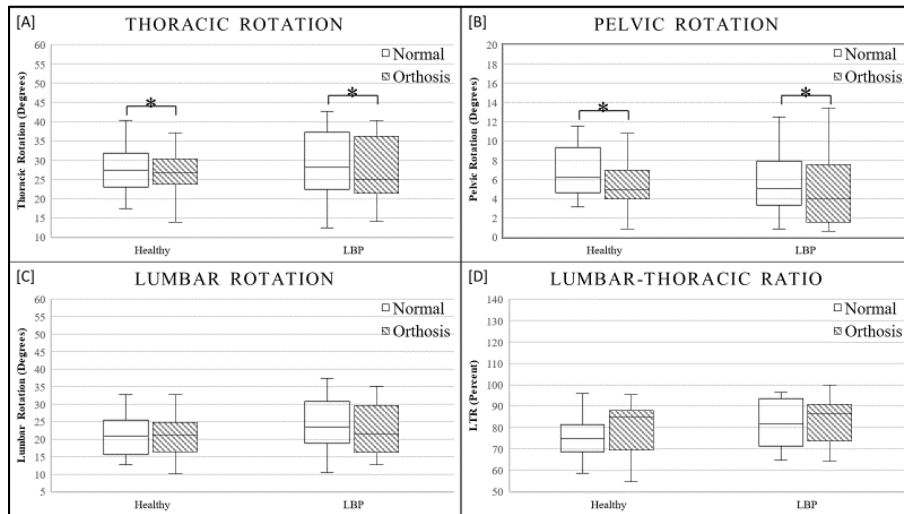 [A] THORACIC ROTATION
Normal
Orthosis
Thoracic Rotation (Degrees)
60
55
50
45
40
35
30
25
20
15
10
*
*
Healthy LBP
[B] PELVIC ROTATION
Normal
Orthosis
Pelvic Rotation (Degrees)
20
18
16
14
12
10
8
6
4
2
0
*
*
Healthy LBP
[C] LUMBAR ROTATION
Normal
Orthosis
Lumbar Rotation (Degrees)
60
55
50
45
40
35
30
25
20
15
10
5
Healthy LBP
[D] LUMBAR-THORACIC RATIO
Normal
Orthosis
LTR (Percent)
140
130
120
110
100
90
80
70
60
50
Healthy LBP